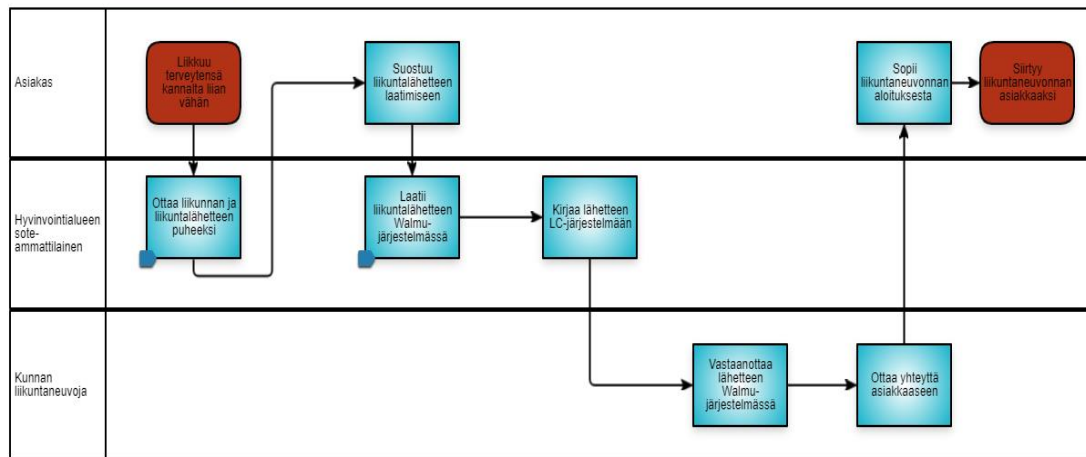 Asiakas
Liikkuu
terveytensä
kannalta liian
vähän
Suostuu
liikuntalähetteen
laatimiseen
Sopii
liikuntaneuvonnan
aloituksesta
Siirtyy
liikuntaneuvonnan
asiakkaaksi
Hyvinvointialueen
sote-
ammattilainen
Ottaa liikunnan ja
liikuntalähetteen
puheeksi
Laatii
liikuntalähetteen
Walmu-
järjestelmässä
Kirjaa lähetteen
LC-järjestelmään
Kunnan
liikuntaneuvoja
Vastaanottaa
lähetteen
Walmu-
järjestelmässä
Ottaa yhteyttä
asiakkaaseen